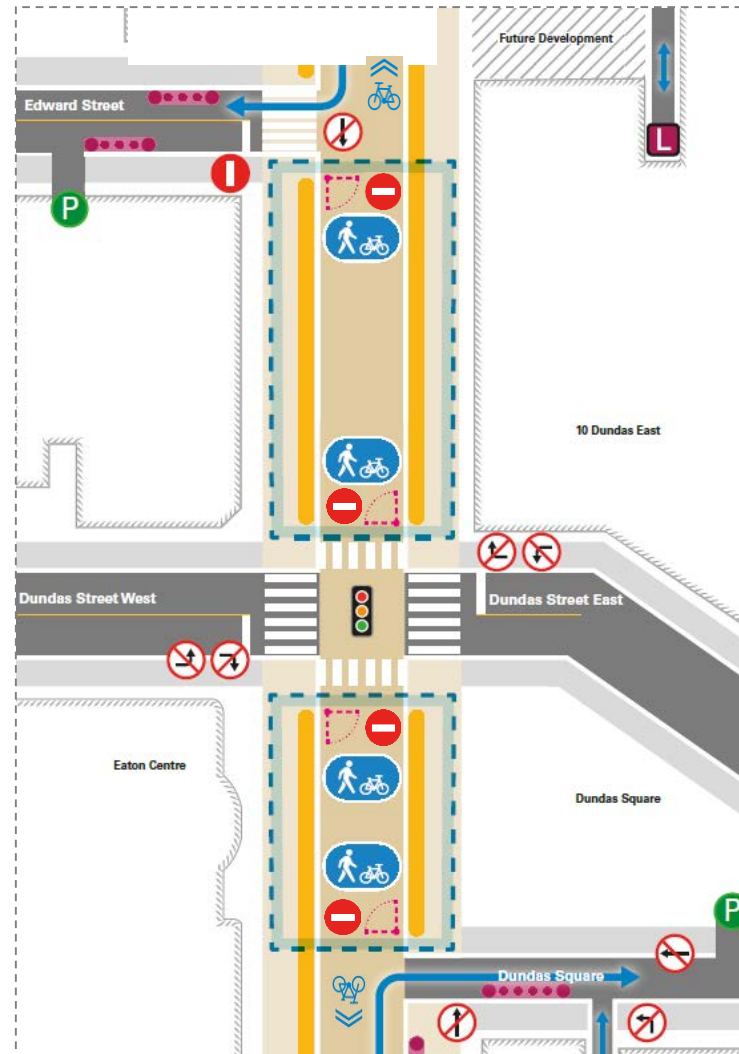 Future Development
Edward Street
L
P
10 Dundas East
Dundas Street West
Dundas Street East
Eaton Centre
Dundas Square
P
Dundas Square